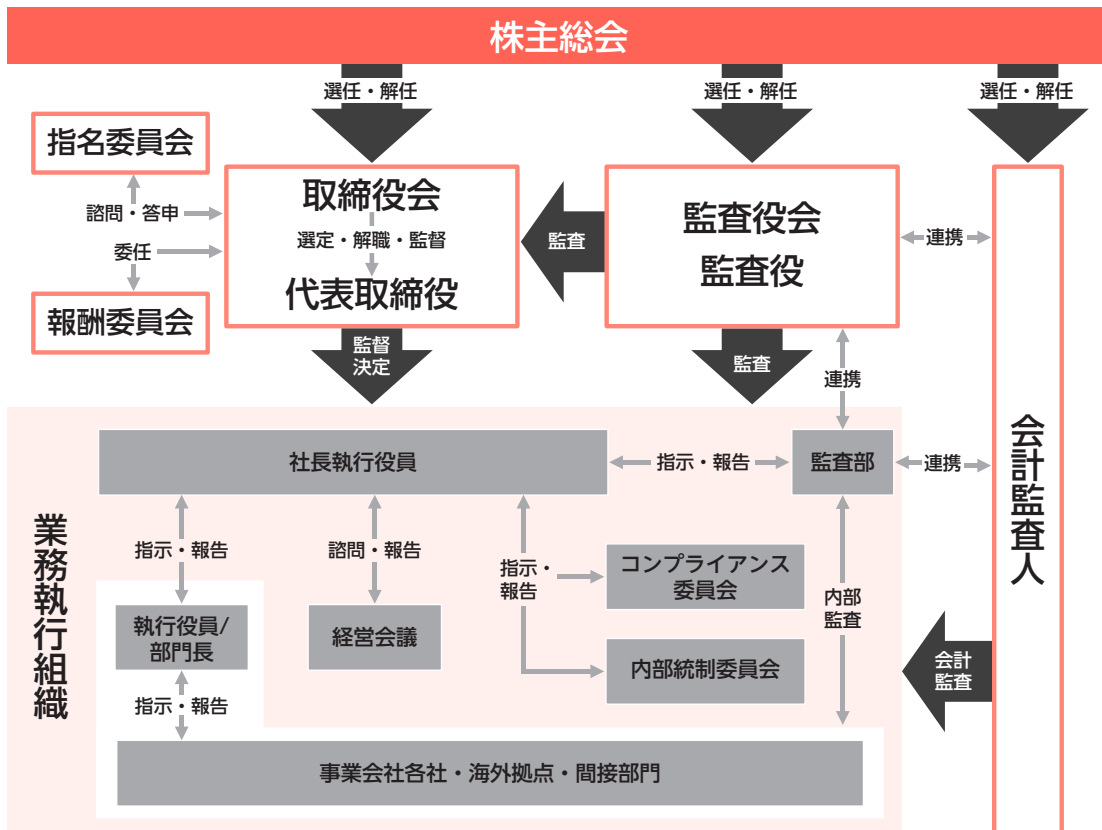 株主総会
選任・解任
選任・解任
選任・解任
指名委員会
諮問・答申
委任
報酬委員会
取締役会
選定・解職・監督
代表取締役
監査
監査役会
監査役
連携
監督
決定
監査
連携
会計監査人
業務執行組織
社長執行役員
指示・報告
監査部
連携
指示・報告
諮問・報告
指示・
報告
コンプライアンス
委員会
内部
監査
執行役員/
部門長
経営会議
内部統制委員会
会計
監査
指示・報告
事業会社各社・海外拠点・間接部門